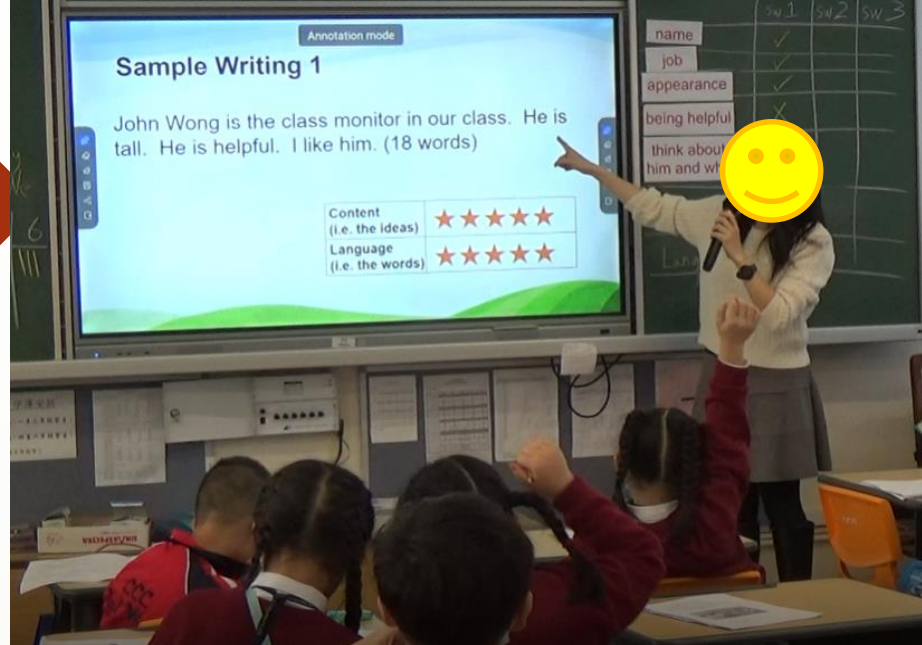 Annotation mode
Sample Writing 1
John Wong is the class monitor in our class. He is
tall. He is helpful. I like him. (18 words)
Content
(i.e. the ideas)
Language
(i.e. the words)
SW1 SW2 SW3
name
job
appearance
being helpful
think about
him and
6